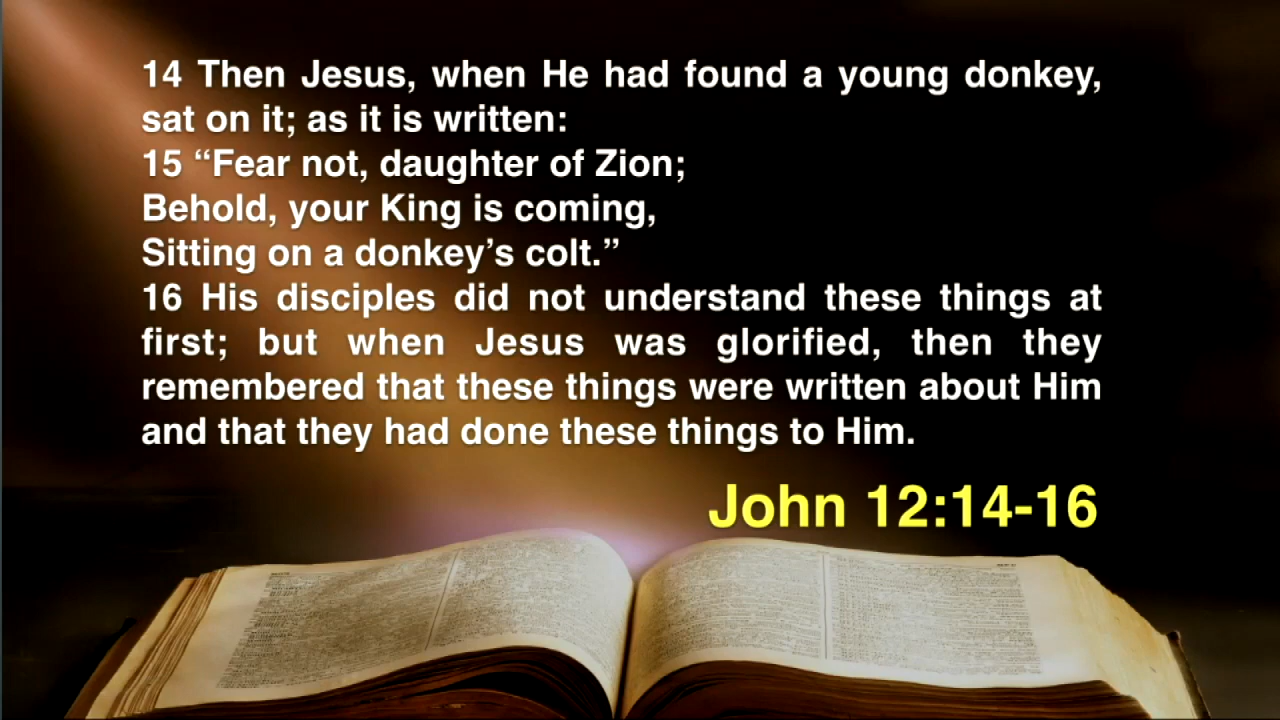 14 Then Jesus, when He had found a young donkey,
sat on it; as it is written:
15 “Fear not, daughter of Zion;
Behold, your King is coming,
Sitting on a donkey’s colt.”
16 His disciples did not understand these things at
first; but when Jesus was glorified, then they
remembered that these things were written about Him
and that they had done these things to Him.
John 12:14-16